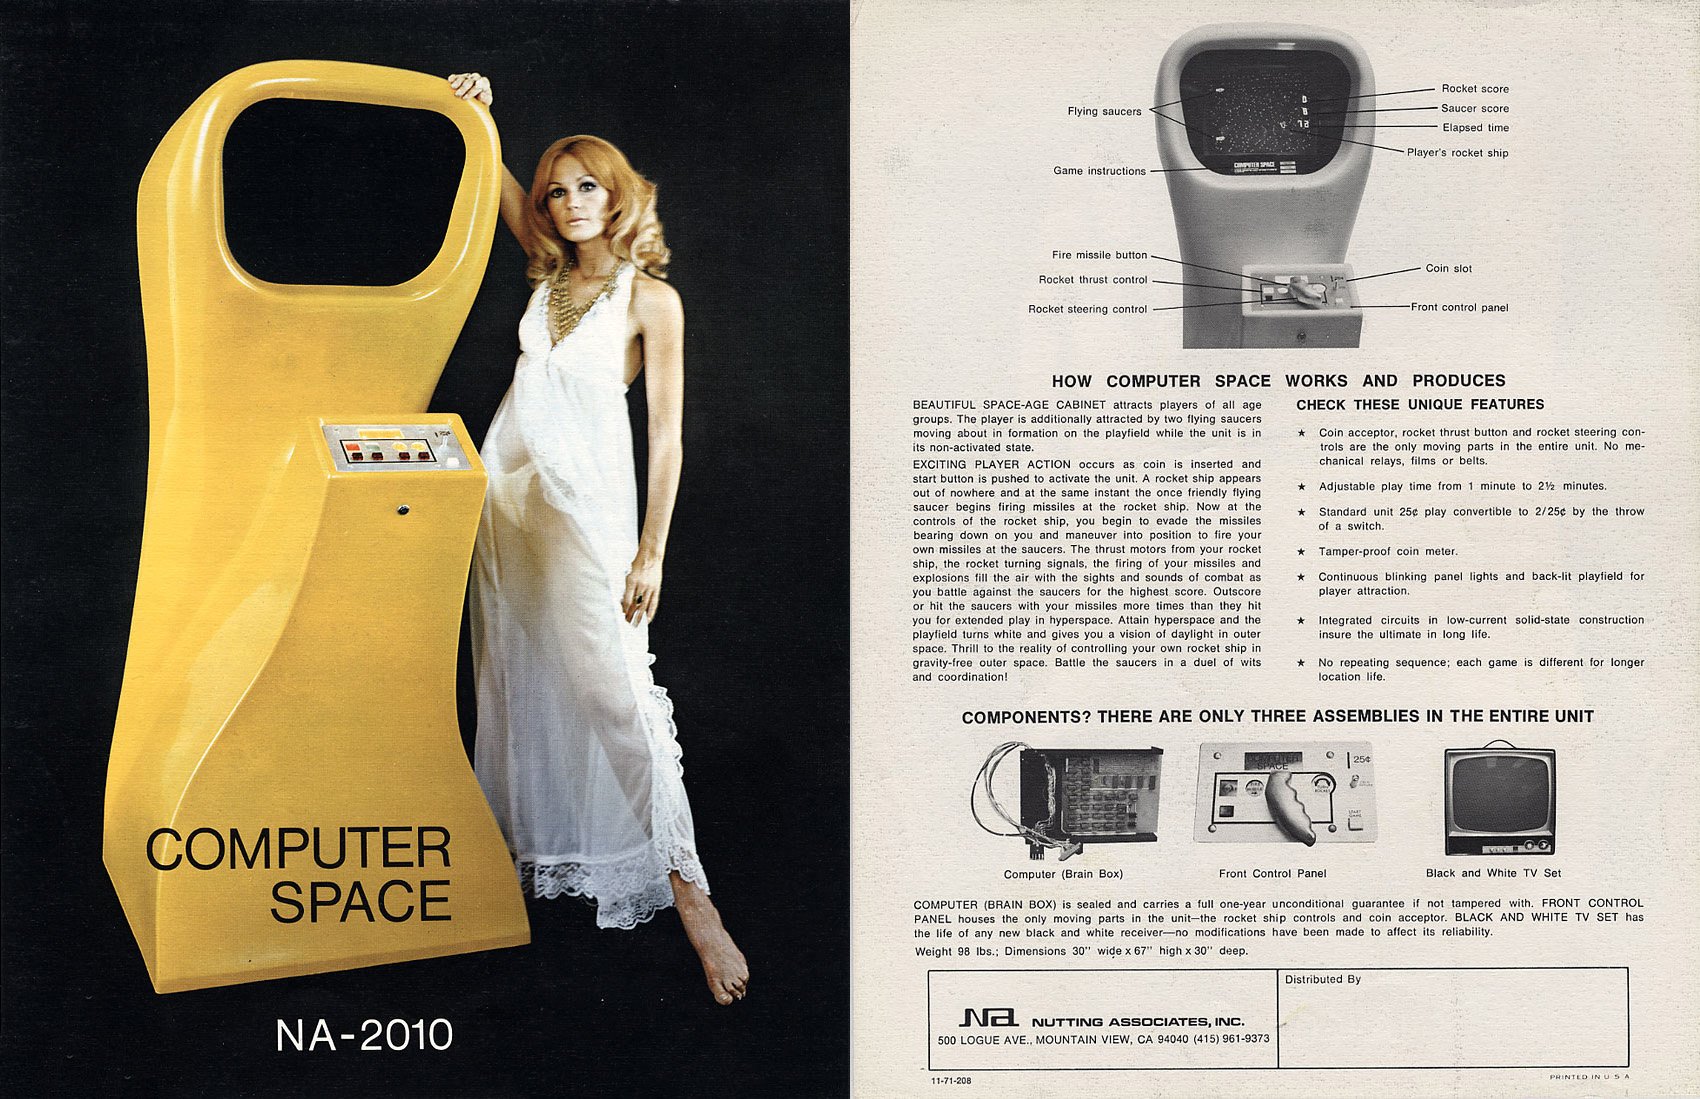 COMPUTER
SPACE
NA-2010
Flying saucers
Game instructions
Fire missile button
Rocket thrust control
Rocket steering control
Rocket score
Saucer score
Elapsed time
Player's rocket ship
Coin slot
Front control panel
COMPUTER SPACE
HOW COMPUTER SPACE WORKS AND PRODUCES
BEAUTIFUL SPACE-AGE CABINET attracts players of all age
groups. The player is additionally attracted by two flying saucers
moving about in formation on the playfield while the unit is in
its non-activated state.
EXCITING PLAYER ACTION occurs as coin is inserted and
start button is pushed to activate the unit. A rocket ship appears
out of nowhere and at the same instant the once friendly flying
saucer begins firing missiles at the rocket ship. Now at the
controls of the rocket ship, you begin to evade the missiles
bearing down on you and maneuver into position to fire your
own missiles at the saucers. The thrust motors from your rocket
ship, the rocket turning signals, the firing of your missiles and
explosions fill the air with the sights and sounds of combat as
you battle against the saucers for the highest score. Outscore
or hit the saucers with your missiles more times than they hit
you for extended play in hyperspace. Attain hyperspace and the
playfield turns white and gives you a vision of daylight in outer
space. Thrill to the reality of controlling your own rocket ship in
gravity-free outer space. Battle the saucers in a duel of wits
and coordination!
CHECK THESE UNIQUE FEATURES
★ Coin acceptor, rocket thrust button and rocket steering con-
trols are the only moving parts in the entire unit. No me-
chanical relays, films or belts.
★ Adjustable play time from 1 minute to 2½ minutes.
★ Standard unit 25¢ play convertible to 2/25¢ by the throw
of a switch.
★ Tamper-proof coin meter.
★ Continuous blinking panel lights and back-lit playfield for
player attraction.
★ Integrated circuits in low-current solid-state construction
insure the ultimate in long life.
★ No repeating sequence; each game is different for longer
location life.
COMPONENTS? THERE ARE ONLY THREE ASSEMBLIES IN THE ENTIRE UNIT
COMPUTER
SPACE
25¢
START
GAME
Computer (Brain Box)
Front Control Panel
Black and White TV Set
COMPUTER (BRAIN BOX) is sealed and carries a full one-year unconditional guarantee if not tampered with. FRONT CONTROL
PANEL houses the only moving parts in the unit—the rocket ship controls and coin acceptor. BLACK AND WHITE TV SET has
the life of any new black and white receiver—no modifications have been made to affect its reliability.
Weight 98 lbs.; Dimensions 30'' wide x 67'' high x 30'' deep.
Na NUTTING ASSOCIATES, INC.
500 LOGUE AVE., MOUNTAIN VIEW, CA 94040 (415) 961-9373
Distributed By
11-71-208
PRINTED IN U S A